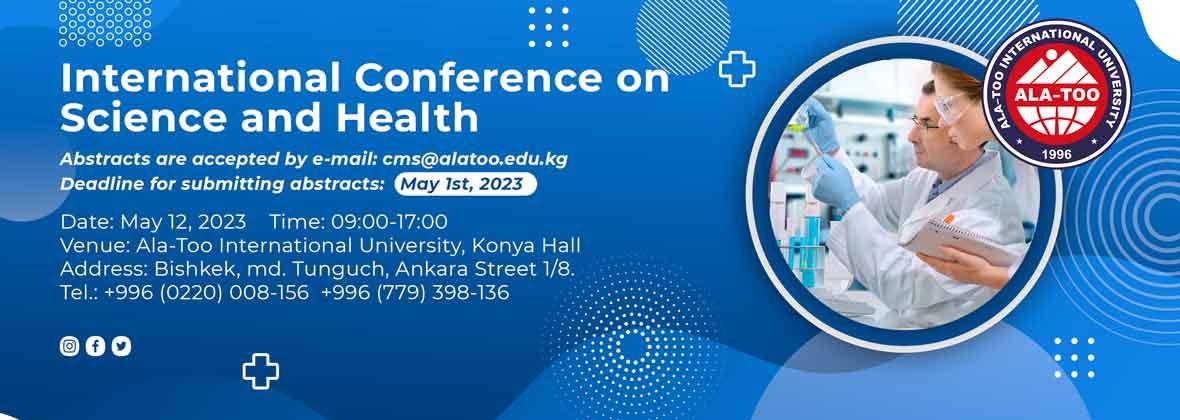 International Conference on
Science and Health
Abstracts are accepted by e-mail: cms@alatoo.edu.kg
Deadline for submitting abstracts: May 1st, 2023
Date: May 12, 2023 Time: 09:00-17:00
Venue: Ala-Too International University, Konya Hall
Address: Bishkek, md. Tunguch, Ankara Street 1/8.
Tel.: +996 (0220) 008-156 +996 (779) 398-136
ALA-TOO INTERNATIONAL UNIVERSITY
ALA-TOO
1996